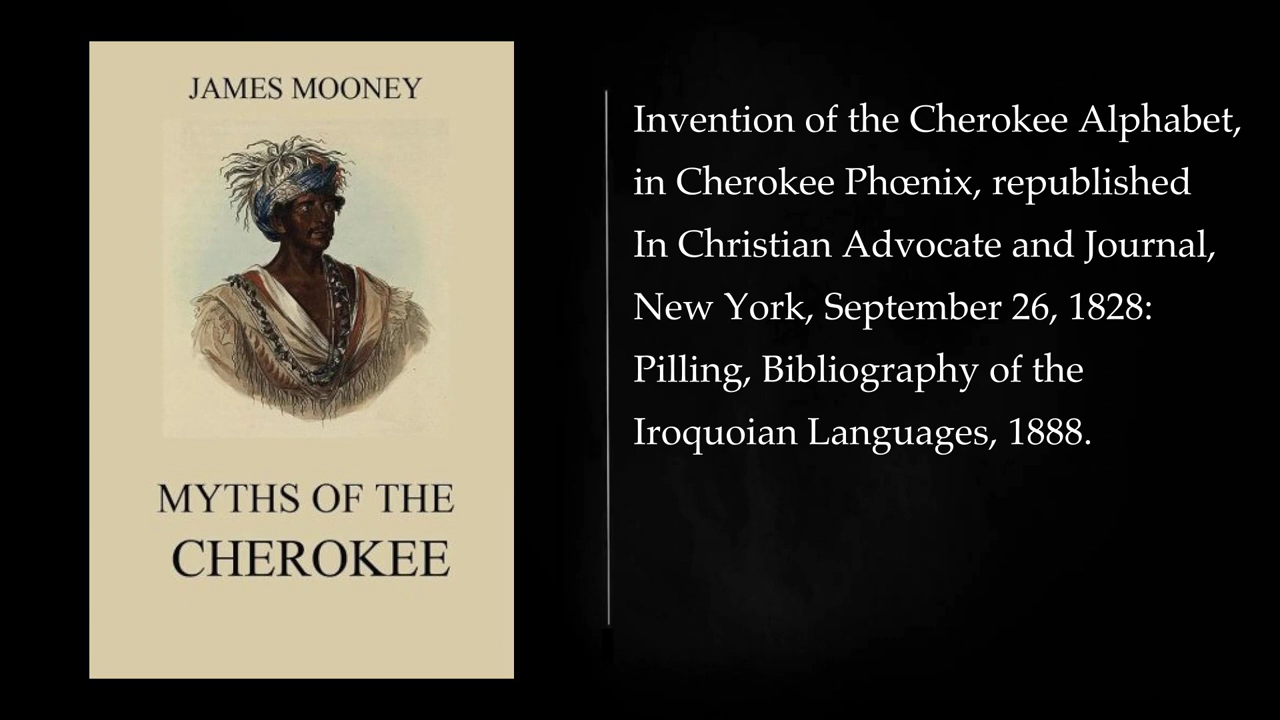 JAMES MOONEY
MYTHS OF THE
CHEROKEE
Invention of the Cherokee Alphabet,
in Cherokee Phœnix, republished
In Christian Advocate and Journal,
New York, September 26, 1828:
Pilling, Bibliography of the
Iroquoian Languages, 1888.